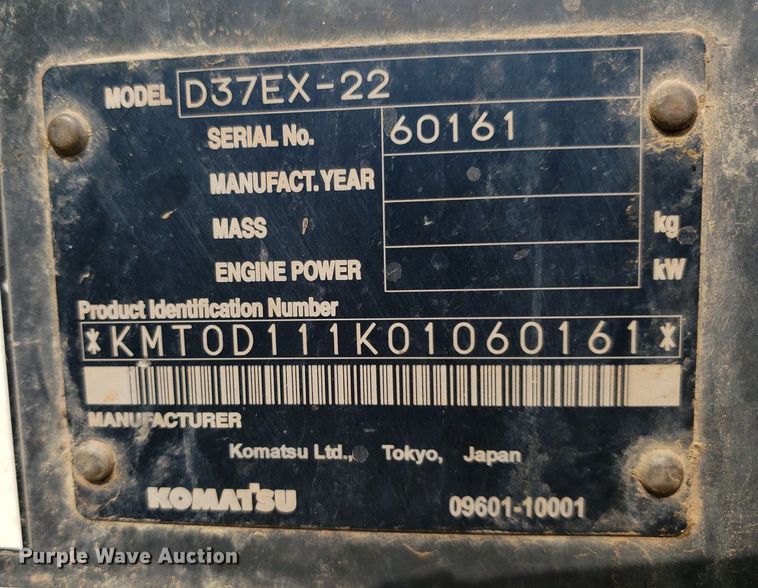 MODEL D37EX-22
SERIAL No. 60161
MANUFACT. YEAR
MASS kg
ENGINE POWER kW
Product Identification Number
*KMT0D111K01060161*
MANUFACTURER
Komatsu Ltd., Tokyo, Japan
KOMATSU 09601-10001
Purple Wave Auction